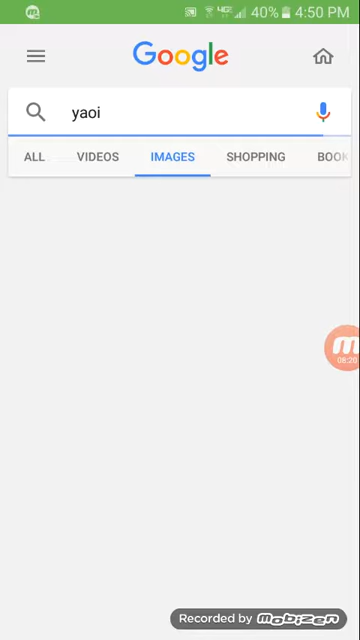 40% 4:50 PM
Google
yaoi
ALL VIDEOS IMAGES SHOPPING BOOK
08:20
Recorded by Mobizen